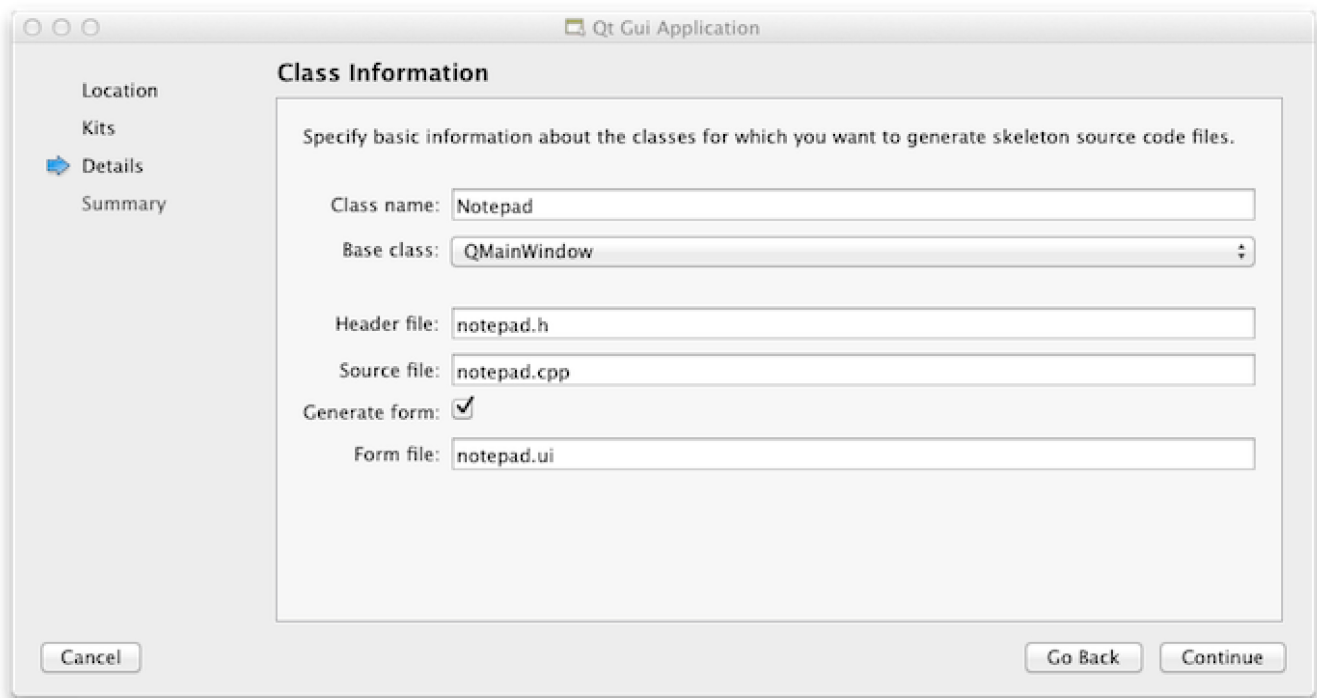 Qt Gui Application
Location
Kits
Details
Summary
Class Information
Specify basic information about the classes for which you want to generate skeleton source code files.
Class name: Notepad
Base class: QMainWindow
Header file: notepad.h
Source file: notepad.cpp
Generate form:
Form file: notepad.ui
Cancel
Go Back
Continue